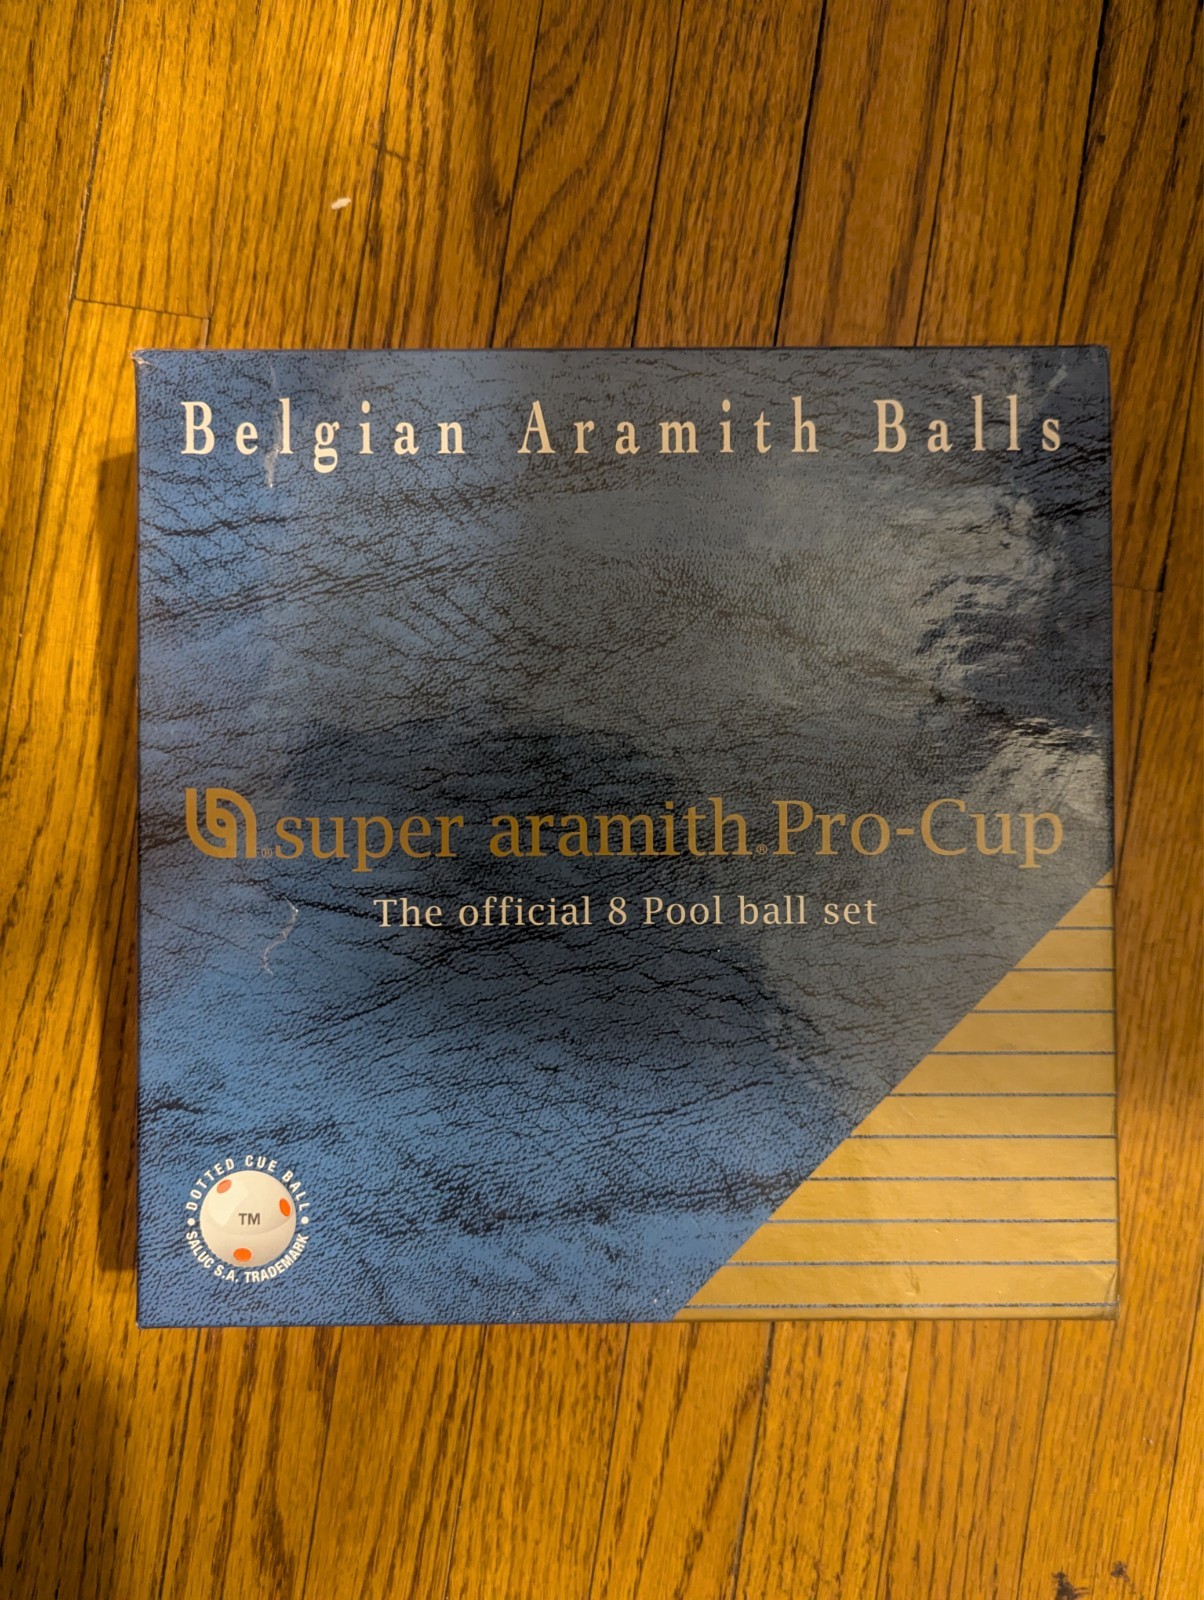 Belgian Aramith Balls
® super aramith® Pro-Cup
The official 8 Pool ball set
• DOTTED CUE BALL •
TM
SALUC S.A. TRADEMARK